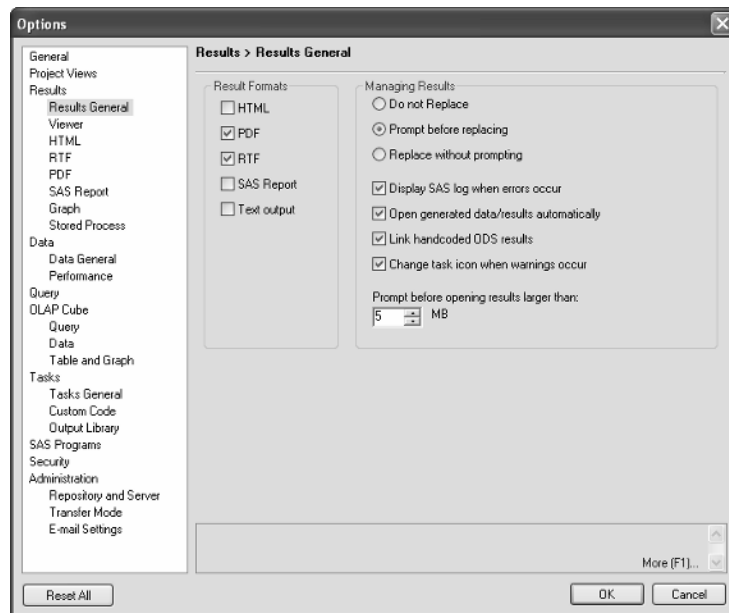 Options
General
Project Views
Results
Results General
Viewer
HTML
RTF
PDF
SAS Report
Graph
Stored Process
Data
Data General
Performance
Query
OLAP Cube
Query
Data
Table and Graph
Tasks
Tasks General
Custom Code
Output Library
SAS Programs
Security
Administration
Repository and Server
Transfer Mode
E-mail Settings
Results > Results General
Result Formats
HTML
PDF
RTF
SAS Report
Text output
Managing Results
Do not Replace
Prompt before replacing
Replace without prompting
Display SAS log when errors occur
Open generated data/results automatically
Link handcoded ODS results
Change task icon when warnings occur
Prompt before opening results larger than:
5 MB
More (F1)...
Reset All
OK
Cancel